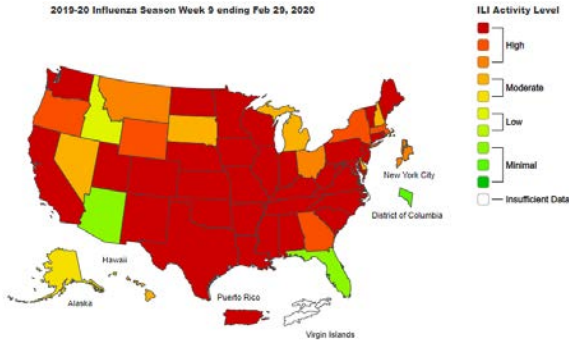 2019-20 Influenza Season Week 9 ending Feb 29, 2020
ILI Activity Level
High
Moderate
Low
Minimal
Insufficient Data
New York City
District of Columbia
Hawaii
Alaska
Puerto Rico
Virgin Islands